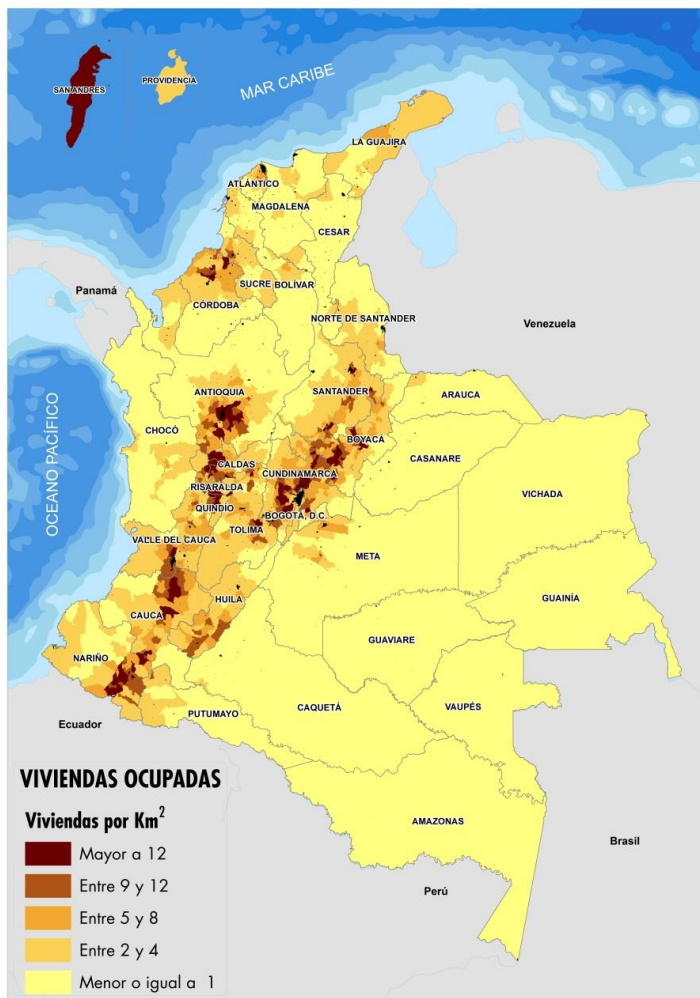 SAN ANDRES
PROVIDENCIA
MAR CARIBE
LA GUAJIRA
ATLÁNTICO
MAGDALENA
CESAR
SUCRE
BOLÍVAR
Panamá
CÓRDOBA
NORTE DE SANTANDER
Venezuela
ANTIOQUIA
SANTANDER
ARAUCA
CHOCÓ
BOYACÁ
OCEANO PACÍFICO
CALDAS
CUNDINAMARCA
CASANARE
RISARALDA
VICHADA
QUINDÍO
BOGOTÁ, D.C.
TOLIMA
VALLE DEL CAUCA
META
HUILA
GUAINÍA
CAUCA
GUAVIARE
NARIÑO
CAQUETÁ
VAUPÉS
PUTUMAYO
Ecuador
AMAZONAS
Brasil
Perú
VIVIENDAS OCUPADAS
Viviendas por Km²
Mayor a 12
Entre 9 y 12
Entre 5 y 8
Entre 2 y 4
Menor o igual a 1